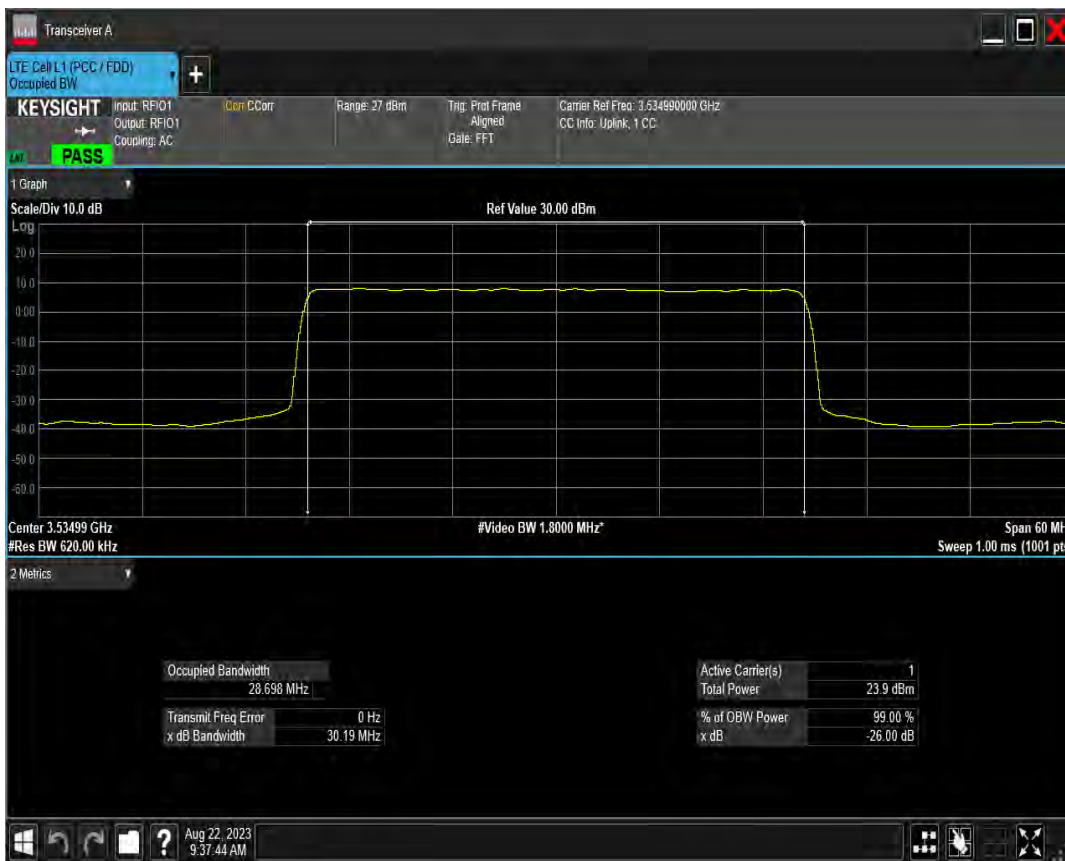 Transceiver A
LTE Cell L1 (PCC / FDD)
Occupied BW
+
KEYSIGHT
PASS
Input: RFIO1
Output: RFIO1
Coupling: AC
Corr CCorr
Range: 27 dBm
Trig: Prot Frame
Aligned
Gate: FFT
Carrier Ref Freq: 3.534990000 GHz
CC Info: Uplink, 1 CC
1 Graph
Scale/Div 10.0 dB
Ref Value 30.00 dBm
Log
20.0
10.0
0.00
-10.0
-20.0
-30.0
-40.0
-50.0
-60.0
Center 3.53499 GHz
#Video BW 1.8000 MHz*
Span 60 MH
#Res BW 620.00 kHz
Sweep 1.00 ms (1001 pt
2 Metrics
Occupied Bandwidth
28.698 MHz
Transmit Freq Error 0 Hz
x dB Bandwidth 30.19 MHz
Active Carrier(s) 1
Total Power 23.9 dBm
% of OBW Power 99.00 %
x dB -26.00 dB
?
Aug 22, 2023
9:37:44 AM